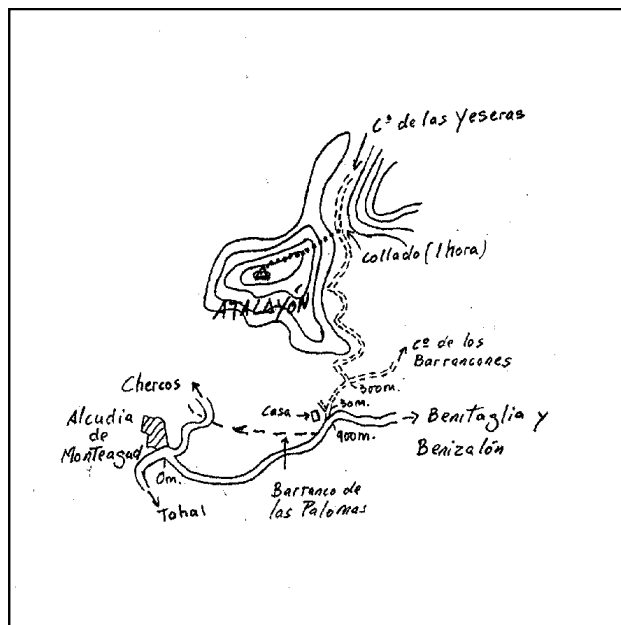 Cº de las Yeseras
collado (1 hora)
ATALAYÓN
Cº de los
Barrancones
300m.
Chercos
50m.
Casa
Alcudia
de
Monteagud
Benitaglia y
Benizalón
900m.
0m.
Barranco de
las Palomas
Tahal